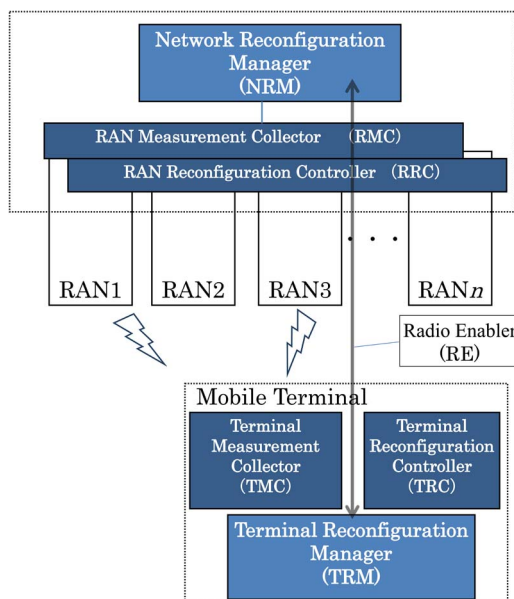 Network Reconfiguration
Manager
(NRM)
RAN Measurement Collector (RMC)
RAN Reconfiguration Controller (RRC)
. . .
RAN1
RAN2
RAN3
RANn
Radio Enabler
(RE)
Mobile Terminal
Terminal
Measurement
Collector
(TMC)
Terminal
Reconfiguration
Controller
(TRC)
Terminal Reconfiguration
Manager
(TRM)